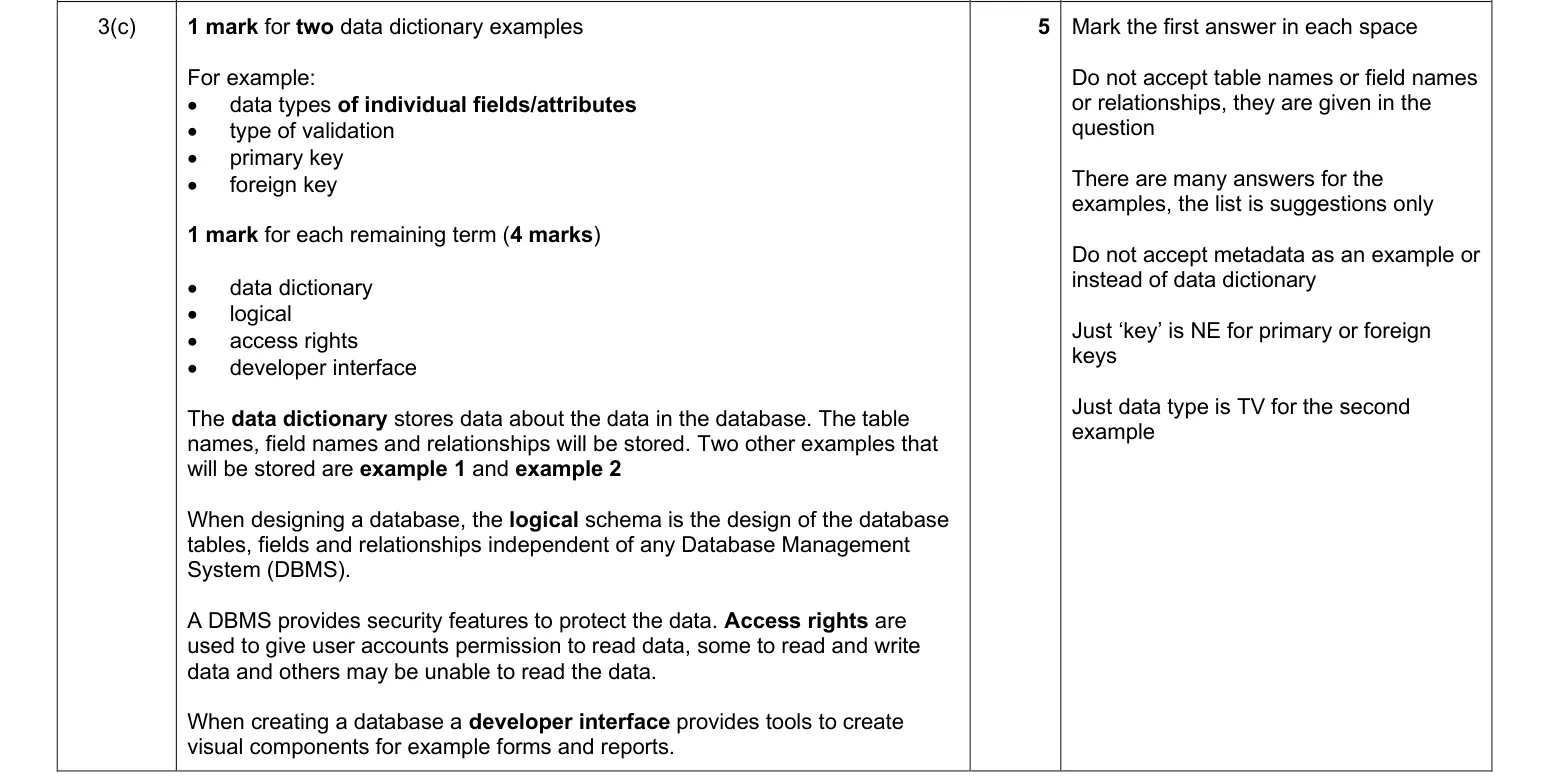 3(c)
1 mark for two data dictionary examples
For example:
• data types of individual fields/attributes
• type of validation
• primary key
• foreign key
1 mark for each remaining term (4 marks)
• data dictionary
• logical
• access rights
• developer interface
The data dictionary stores data about the data in the database. The table
names, field names and relationships will be stored. Two other examples that
will be stored are example 1 and example 2
When designing a database, the logical schema is the design of the database
tables, fields and relationships independent of any Database Management
System (DBMS).
A DBMS provides security features to protect the data. Access rights are
used to give user accounts permission to read data, some to read and write
data and others may be unable to read the data.
When creating a database a developer interface provides tools to create
visual components for example forms and reports.
5
Mark the first answer in each space
Do not accept table names or field names
or relationships, they are given in the
question
There are many answers for the
examples, the list is suggestions only
Do not accept metadata as an example or
instead of data dictionary
Just ‘key’ is NE for primary or foreign
keys
Just data type is TV for the second
example